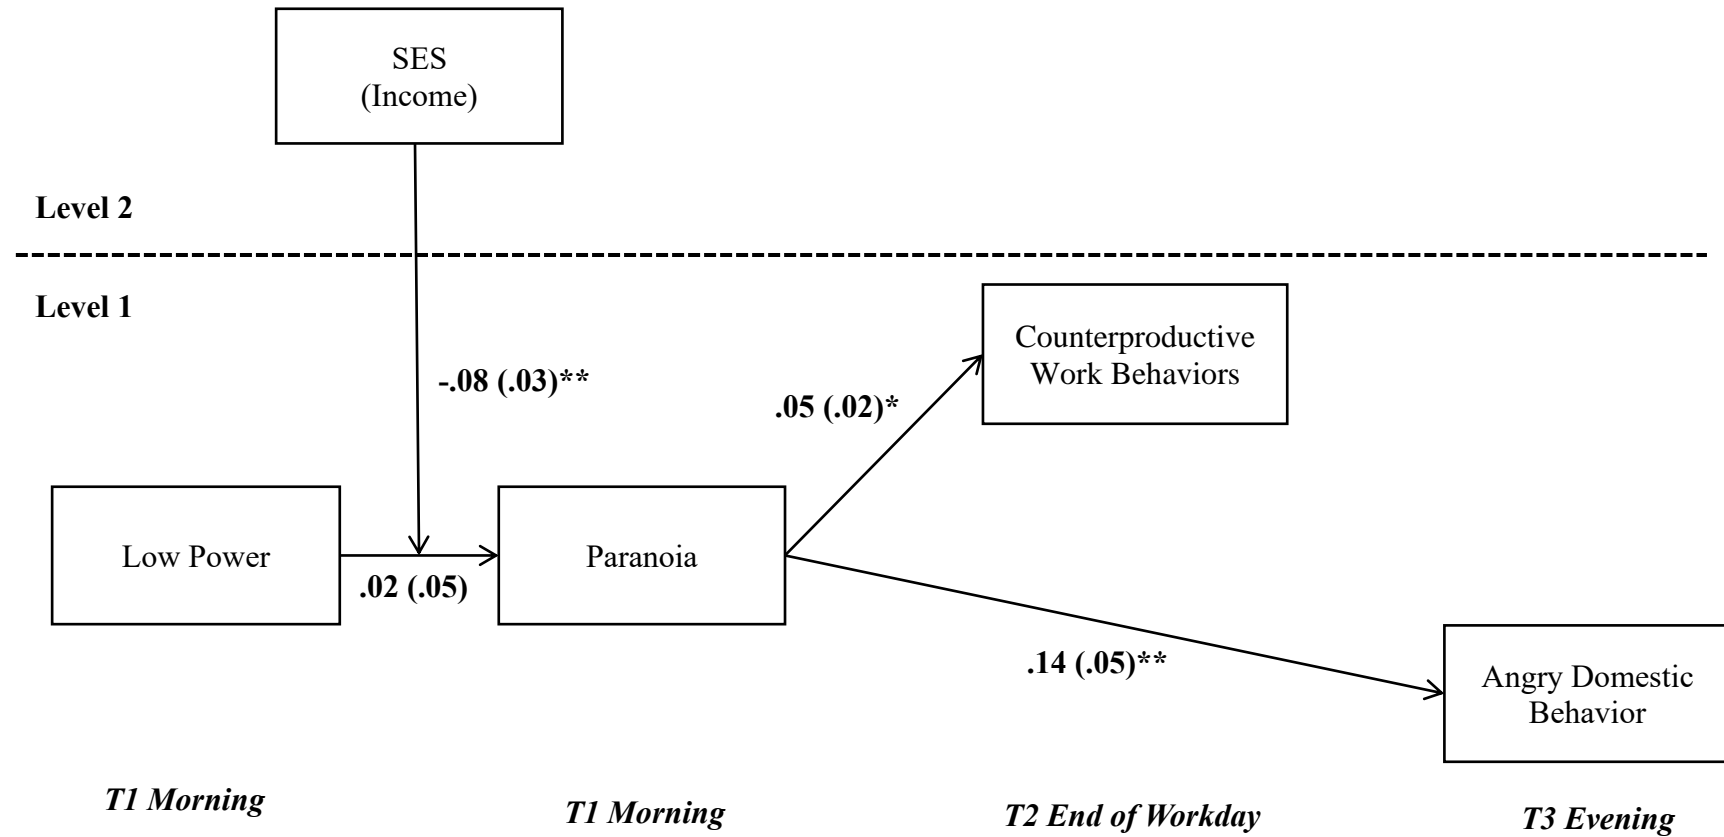 SES
(Income)
Level 2
Level 1
Counterproductive
Work Behaviors
-.08 (.03)**
.05 (.02)*
Low Power
.02 (.05)
Paranoia
.14 (.05)**
Angry Domestic
Behavior
T1 Morning
T1 Morning
T2 End of Workday
T3 Evening